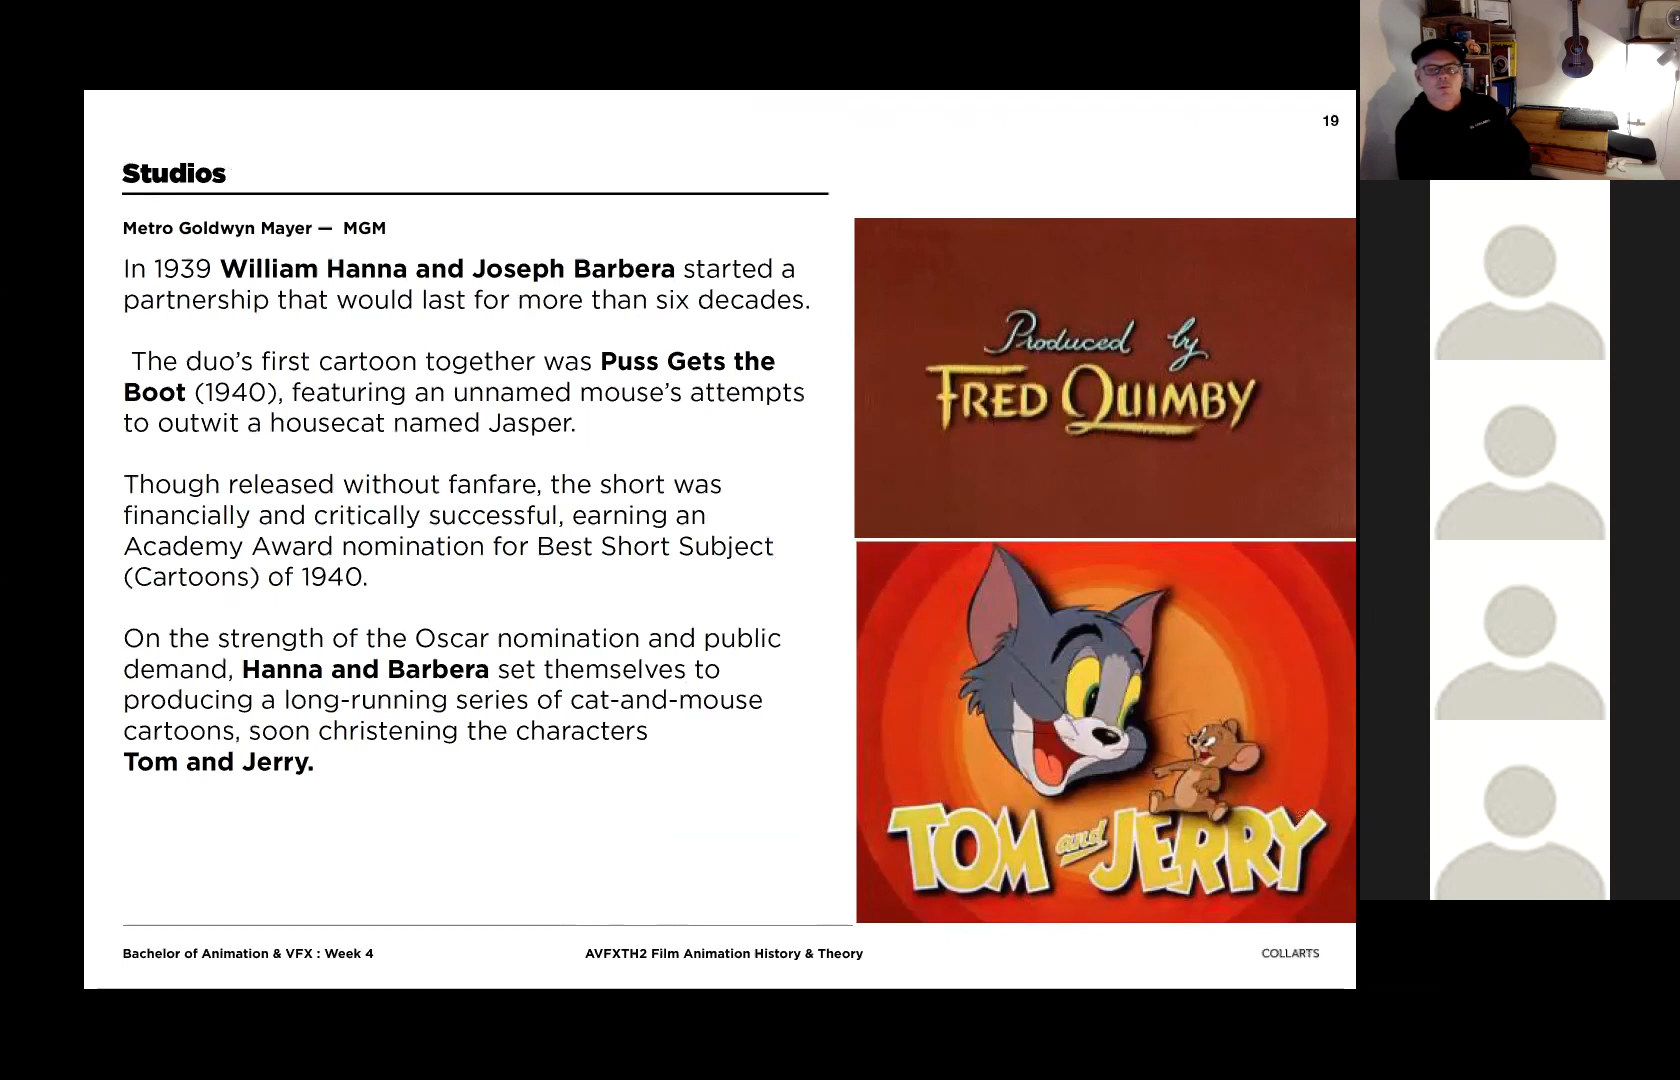 19
Studios
Metro Goldwyn Mayer — MGM
In 1939 William Hanna and Joseph Barbera started a
partnership that would last for more than six decades.
The duo’s first cartoon together was Puss Gets the
Boot (1940), featuring an unnamed mouse’s attempts
to outwit a housecat named Jasper.
Though released without fanfare, the short was
financially and critically successful, earning an
Academy Award nomination for Best Short Subject
(Cartoons) of 1940.
On the strength of the Oscar nomination and public
demand, Hanna and Barbera set themselves to
producing a long-running series of cat-and-mouse
cartoons, soon christening the characters
Tom and Jerry.
Produced by
FRED QUIMBY
TOM and JERRY
Bachelor of Animation & VFX : Week 4
AVFXTH2 Film Animation History & Theory
COLLARTS